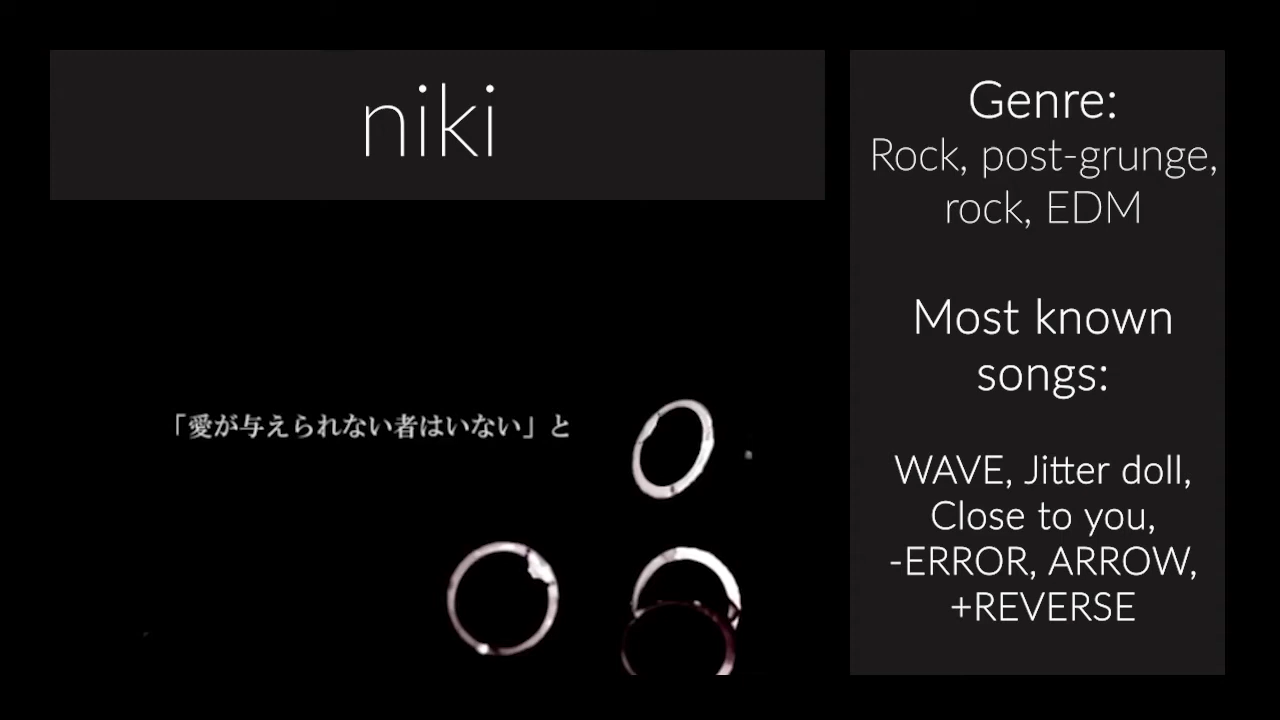 niki
「愛が与えられない者はいない」と
Genre:
Rock, post-grunge,
rock, EDM
Most known
songs:
WAVE, Jitter doll,
Close to you,
-ERROR, ARROW,
+REVERSE